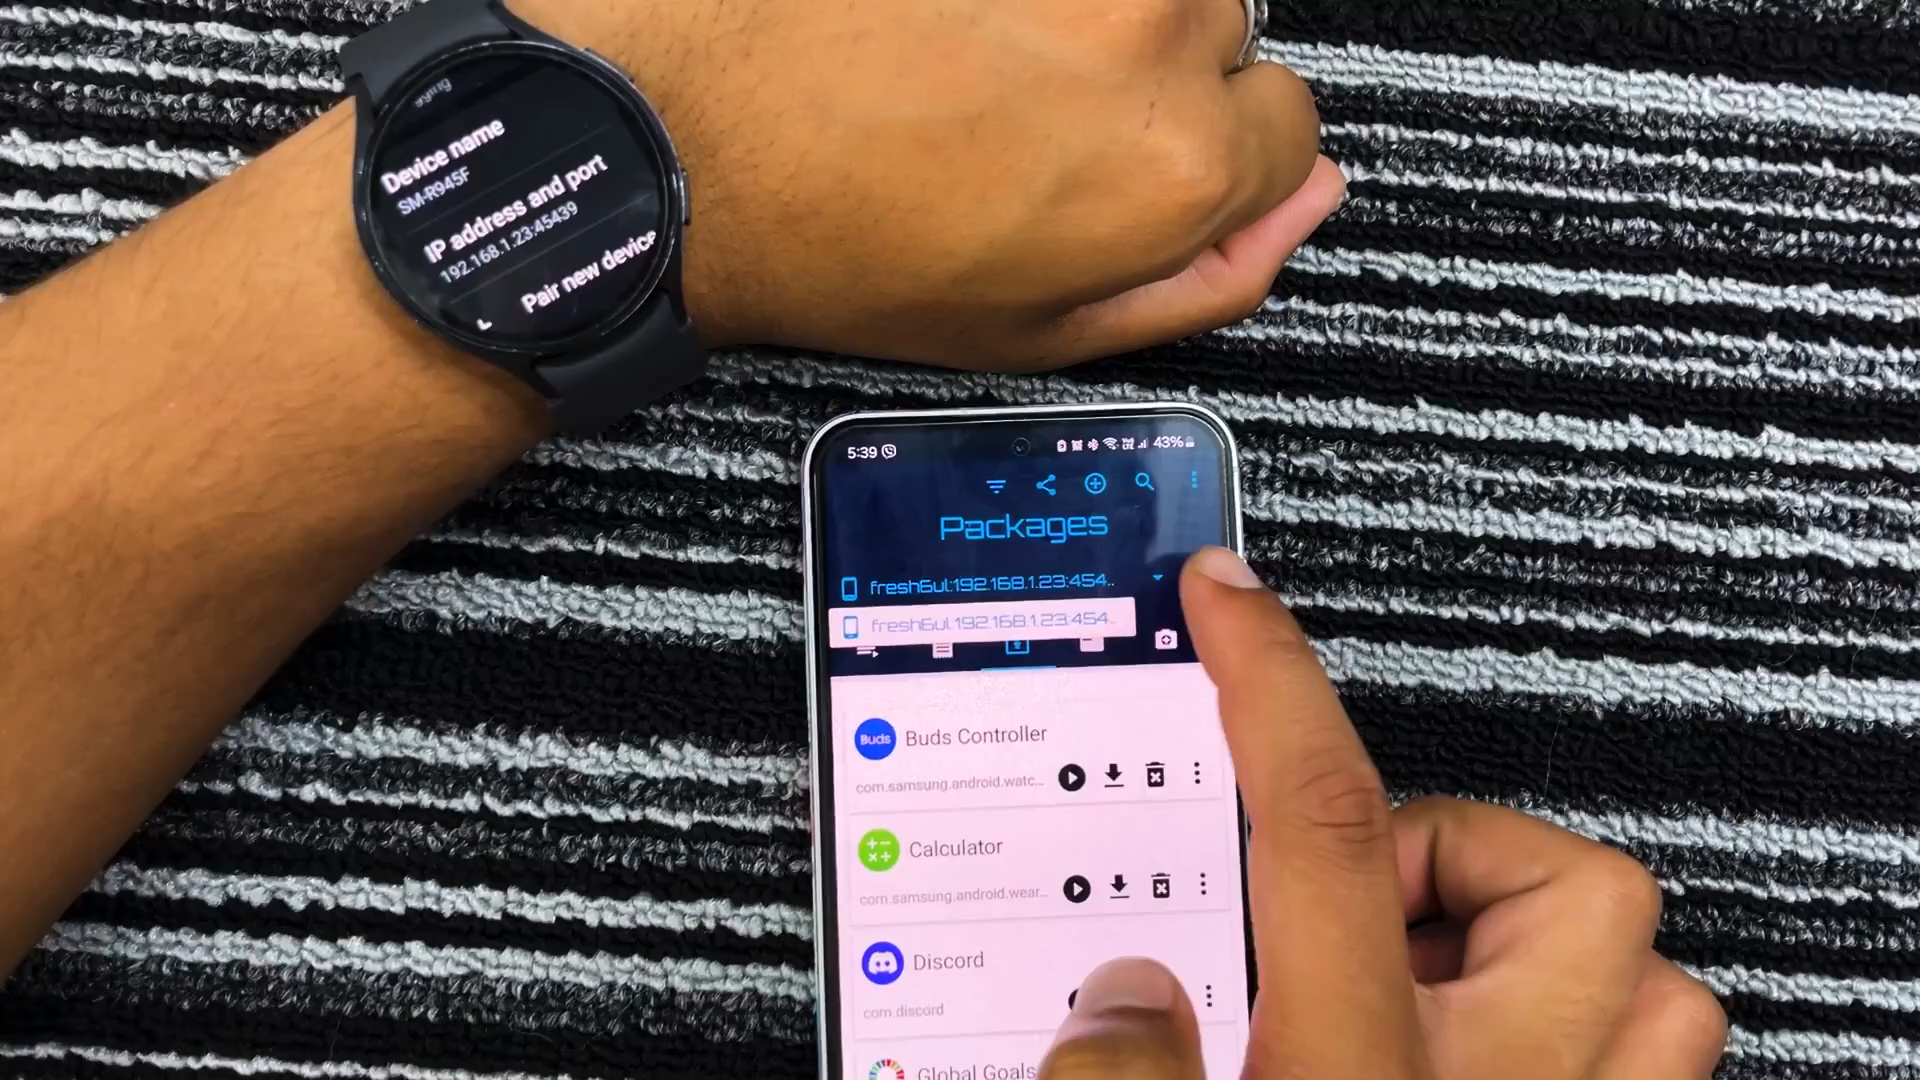 Device name
SM-R945F
IP address and port
192.168.1.23:45439
Pair new device
5:39
43%
Packages
fresh6ul:192.168.1.23:454..
fresh6ul:192.168.1.23:454..
Buds
Buds Controller
com.samsung.android.watc...
Calculator
com.samsung.android.wear...
Discord
com.discord
Global Goals